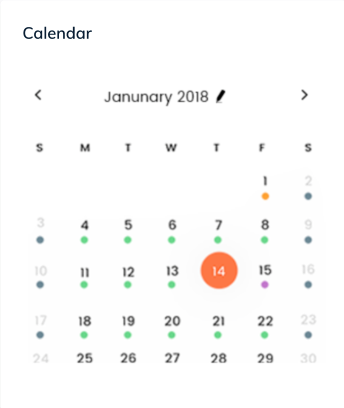 Calendar
< Janunary 2018 >
S M T W T F S
1 2
3 4 5 6 7 8 9
10 11 12 13 14 15 16
17 18 19 20 21 22 23
24 25 26 27 28 29 30